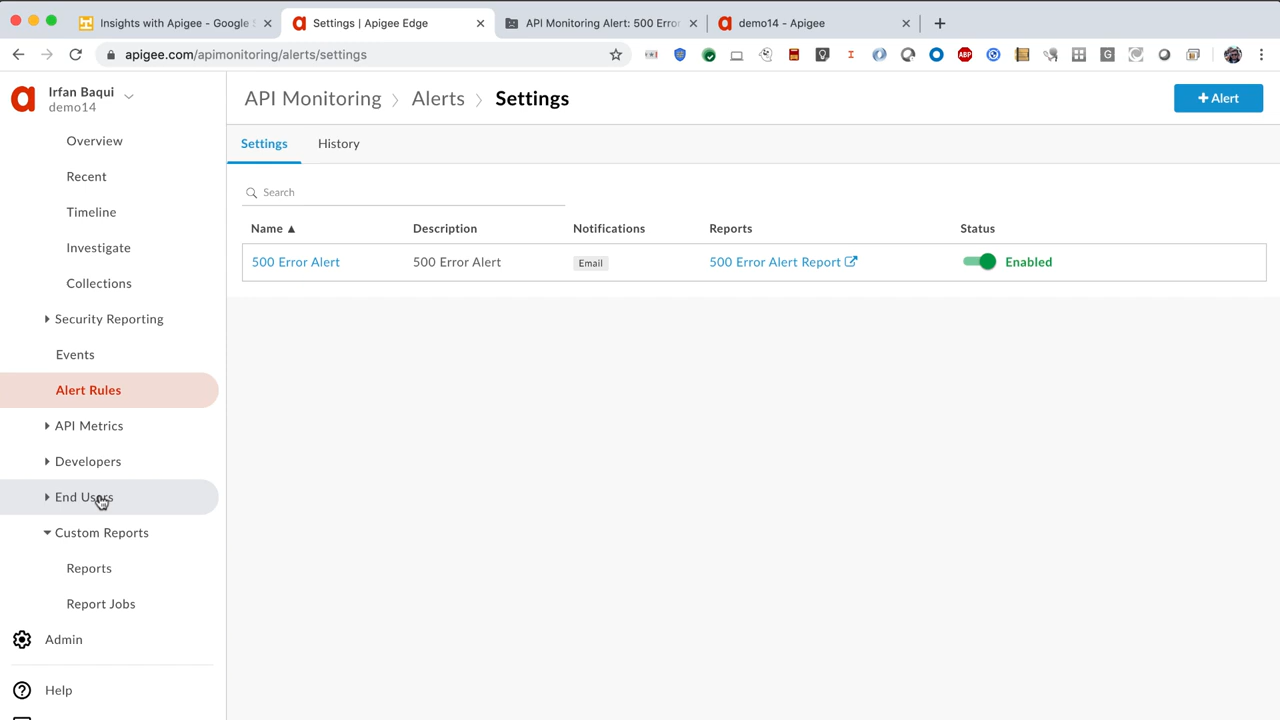 Insights with Apigee - Google S
Settings | Apigee Edge
API Monitoring Alert: 500 Error
demo14 - Apigee
apigee.com/apimonitoring/alerts/settings
ABP
G
Irfan Baqui
demo14
Overview
Recent
Timeline
Investigate
Collections
Security Reporting
Events
Alert Rules
API Metrics
Developers
End Users
Custom Reports
Reports
Report Jobs
Admin
Help
API Monitoring > Alerts > Settings
+ Alert
Settings History
Search
Name ▲ Description Notifications Reports Status
500 Error Alert 500 Error Alert Email 500 Error Alert Report Enabled